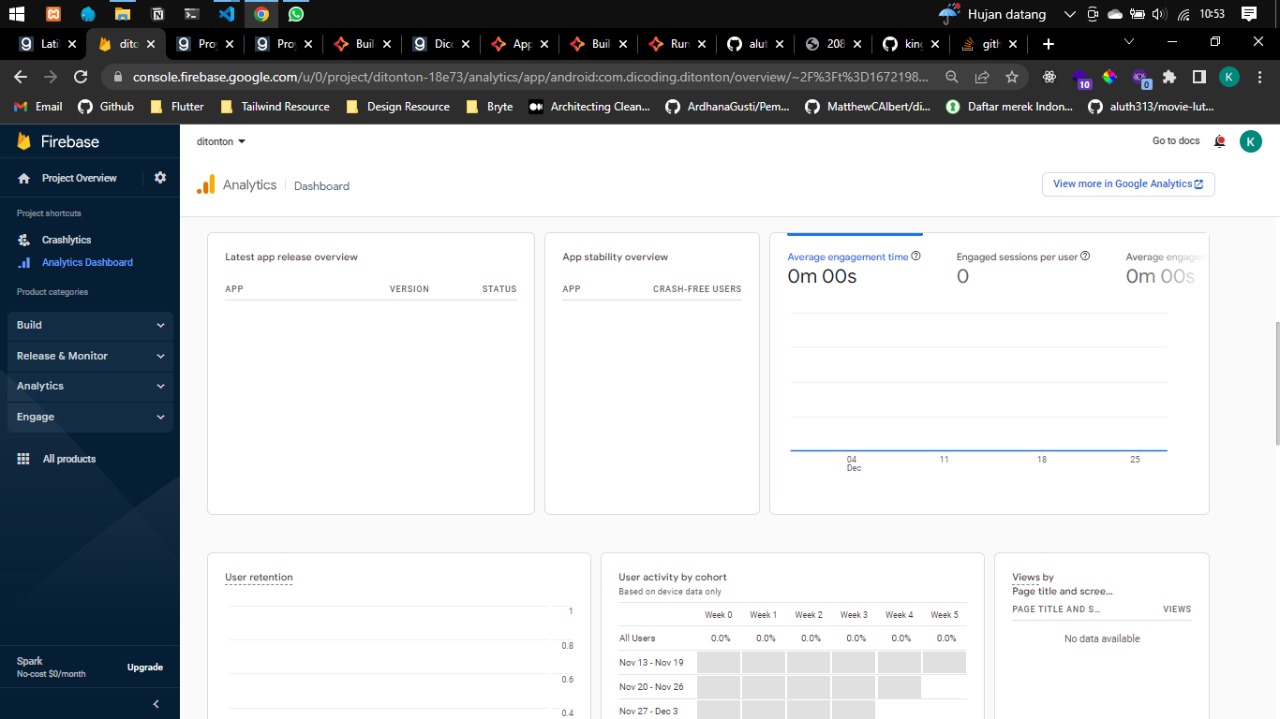 Hujan datang
10:53
Lati
dito
Pro
Pro
Buil
Dic
App
Buil
Run
alut
208
king
gith
console.firebase.google.com/u/0/project/ditonton-18e73/analytics/app/android:com.dicoding.ditonton/overview/~2F%3Ft%3D1672198...
10
0
K
Email
Github
Flutter
Tailwind Resource
Design Resource
Bryte
Architecting Clean...
ArdhanaGusti/Pem...
MatthewCAlbert/di...
Daftar merek Indon...
aluth313/movie-lut...
Firebase
ditonton
Go to docs
K
Project Overview
Analytics
Dashboard
View more in Google Analytics
Project shortcuts
Crashlytics
Analytics Dashboard
Product categories
Build
Release & Monitor
Analytics
Engage
All products
Spark
No-cost $0/month
Upgrade
Latest app release overview
APP VERSION STATUS
App stability overview
APP CRASH-FREE USERS
Average engagement time
0m 00s
Engaged sessions per user
0
Average engagem
0m 00s
04 11 18 25
Dec
User retention
1
0.8
0.6
0.4
User activity by cohort
Based on device data only
Week 0 Week 1 Week 2 Week 3 Week 4 Week 5
All Users 0.0% 0.0% 0.0% 0.0% 0.0% 0.0%
Nov 13 - Nov 19
Nov 20 - Nov 26
Nov 27 - Dec 3
Views by
Page title and scree...
PAGE TITLE AND S... VIEWS
No data available